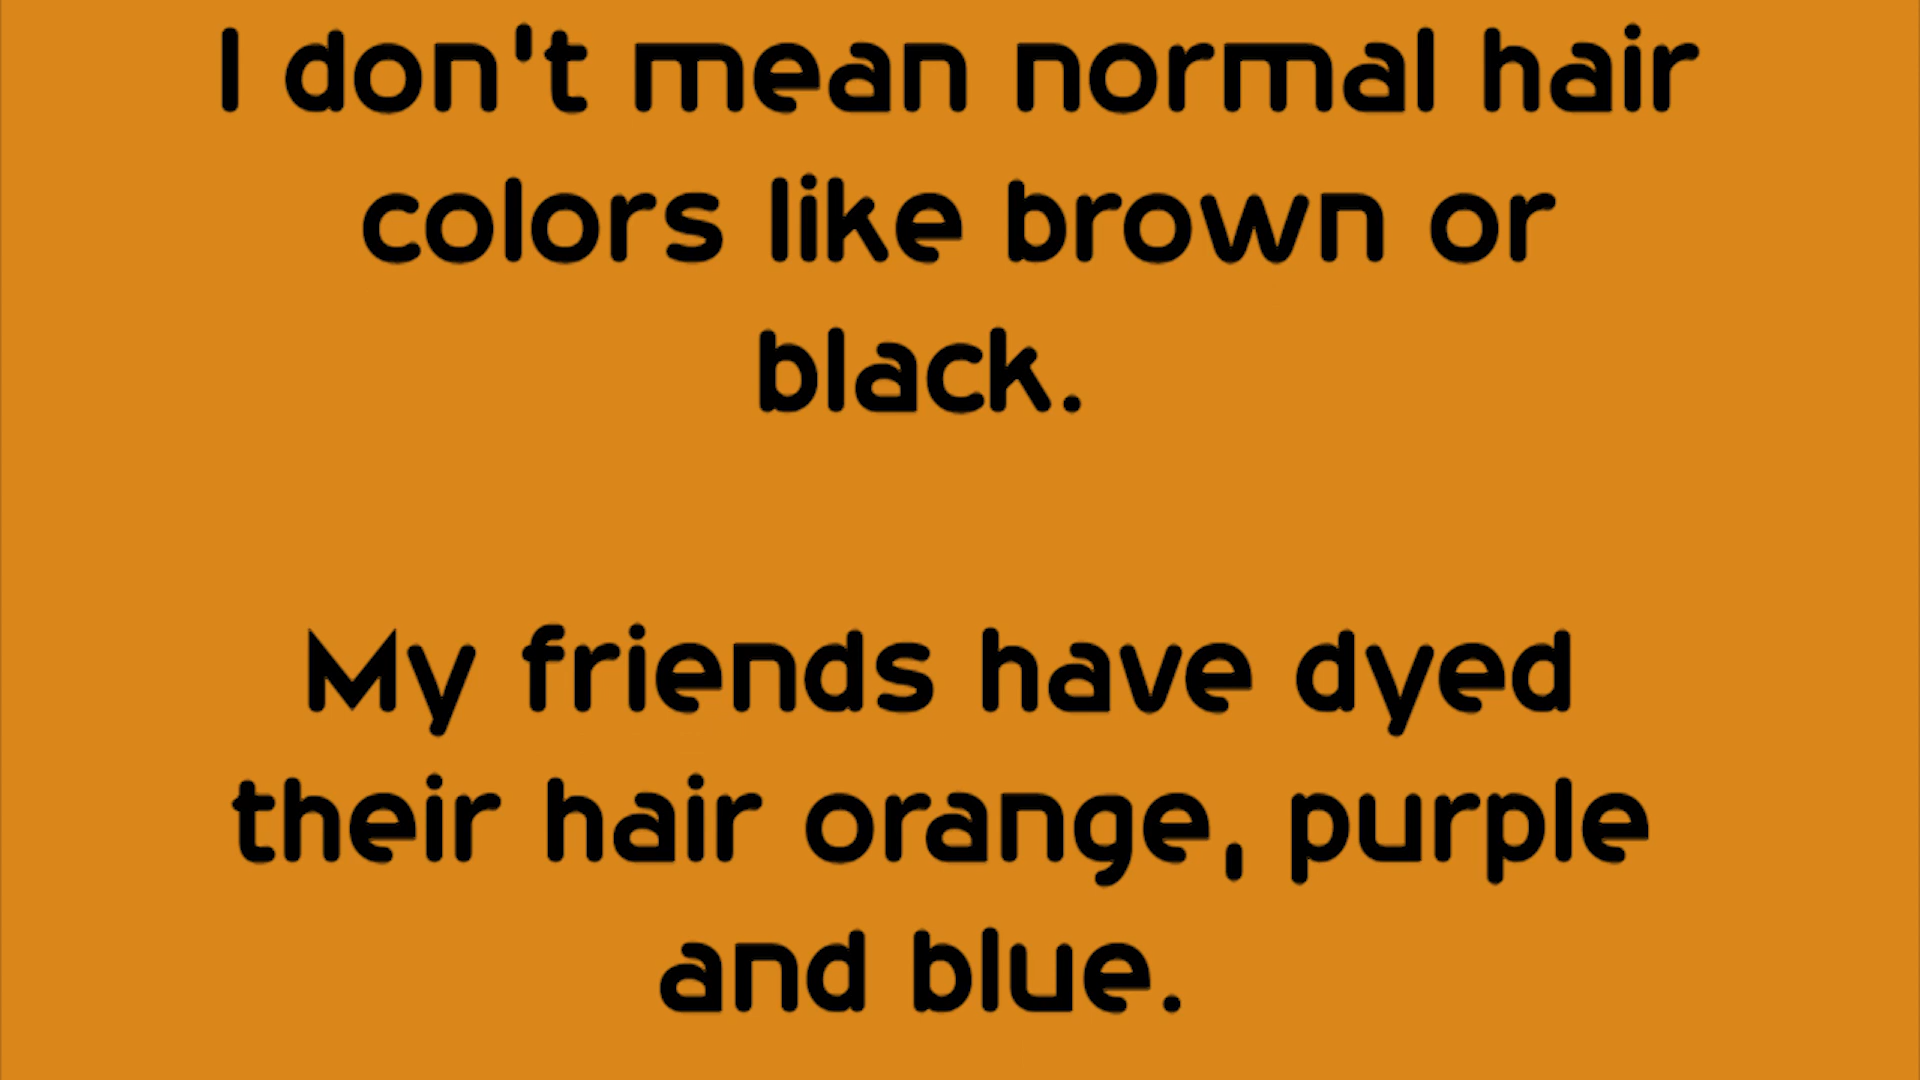 I don't mean normal hair
colors like brown or
black.
My friends have dyed
their hair orange, purple
and blue.